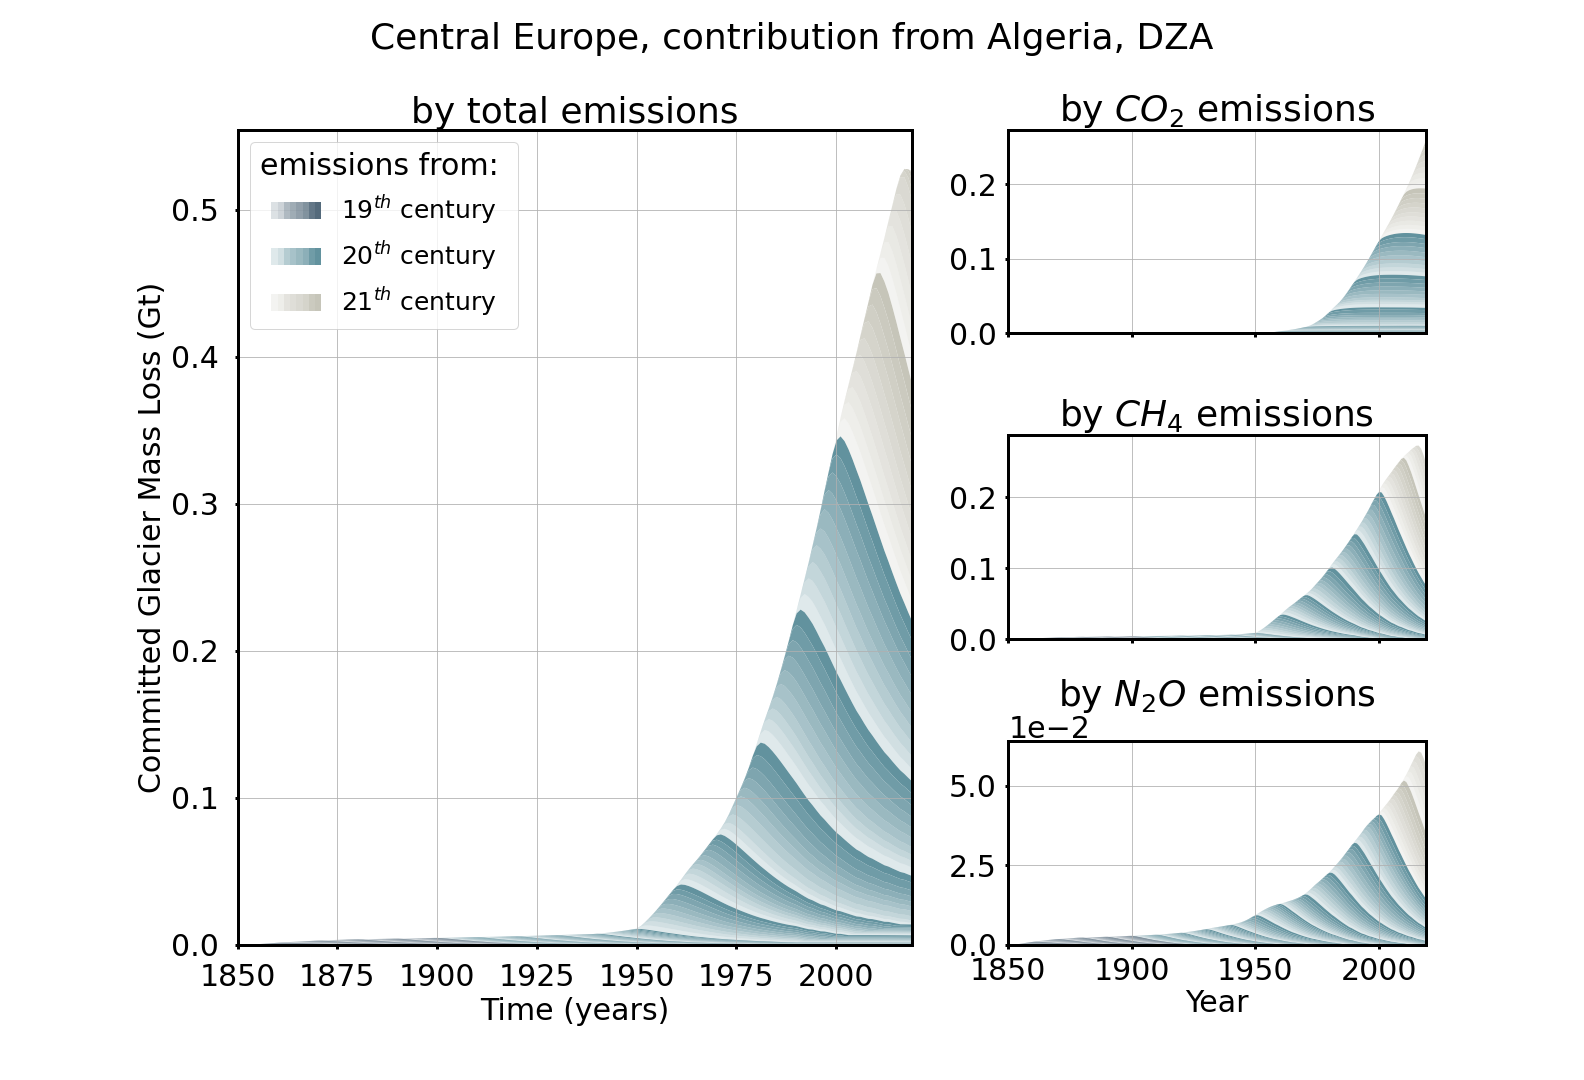 Central Europe, contribution from Algeria, DZA
by total emissions
emissions from:
19th century
20th century
21th century
Committed Glacier Mass Loss (Gt)
0.5
0.4
0.3
0.2
0.1
0.0
1850 1875 1900 1925 1950 1975 2000
Time (years)
by CO2 emissions
0.2
0.1
0.0
by CH4 emissions
0.2
0.1
0.0
by N2O emissions
1e−2
5.0
2.5
0.0
1850 1900 1950 2000
Year